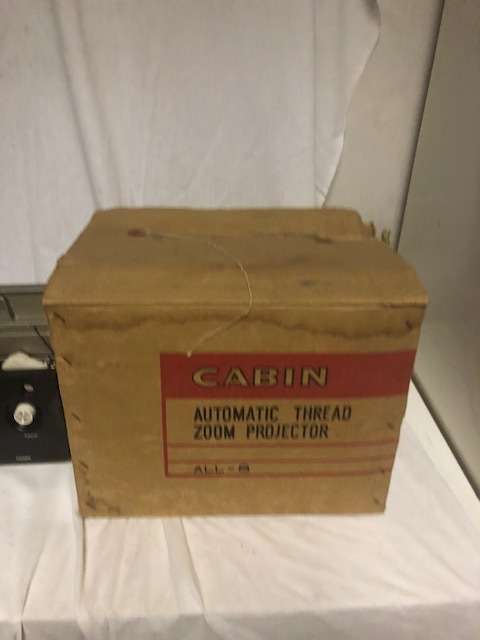 CABIN
AUTOMATIC THREAD
ZOOM PROJECTOR
ALL-8